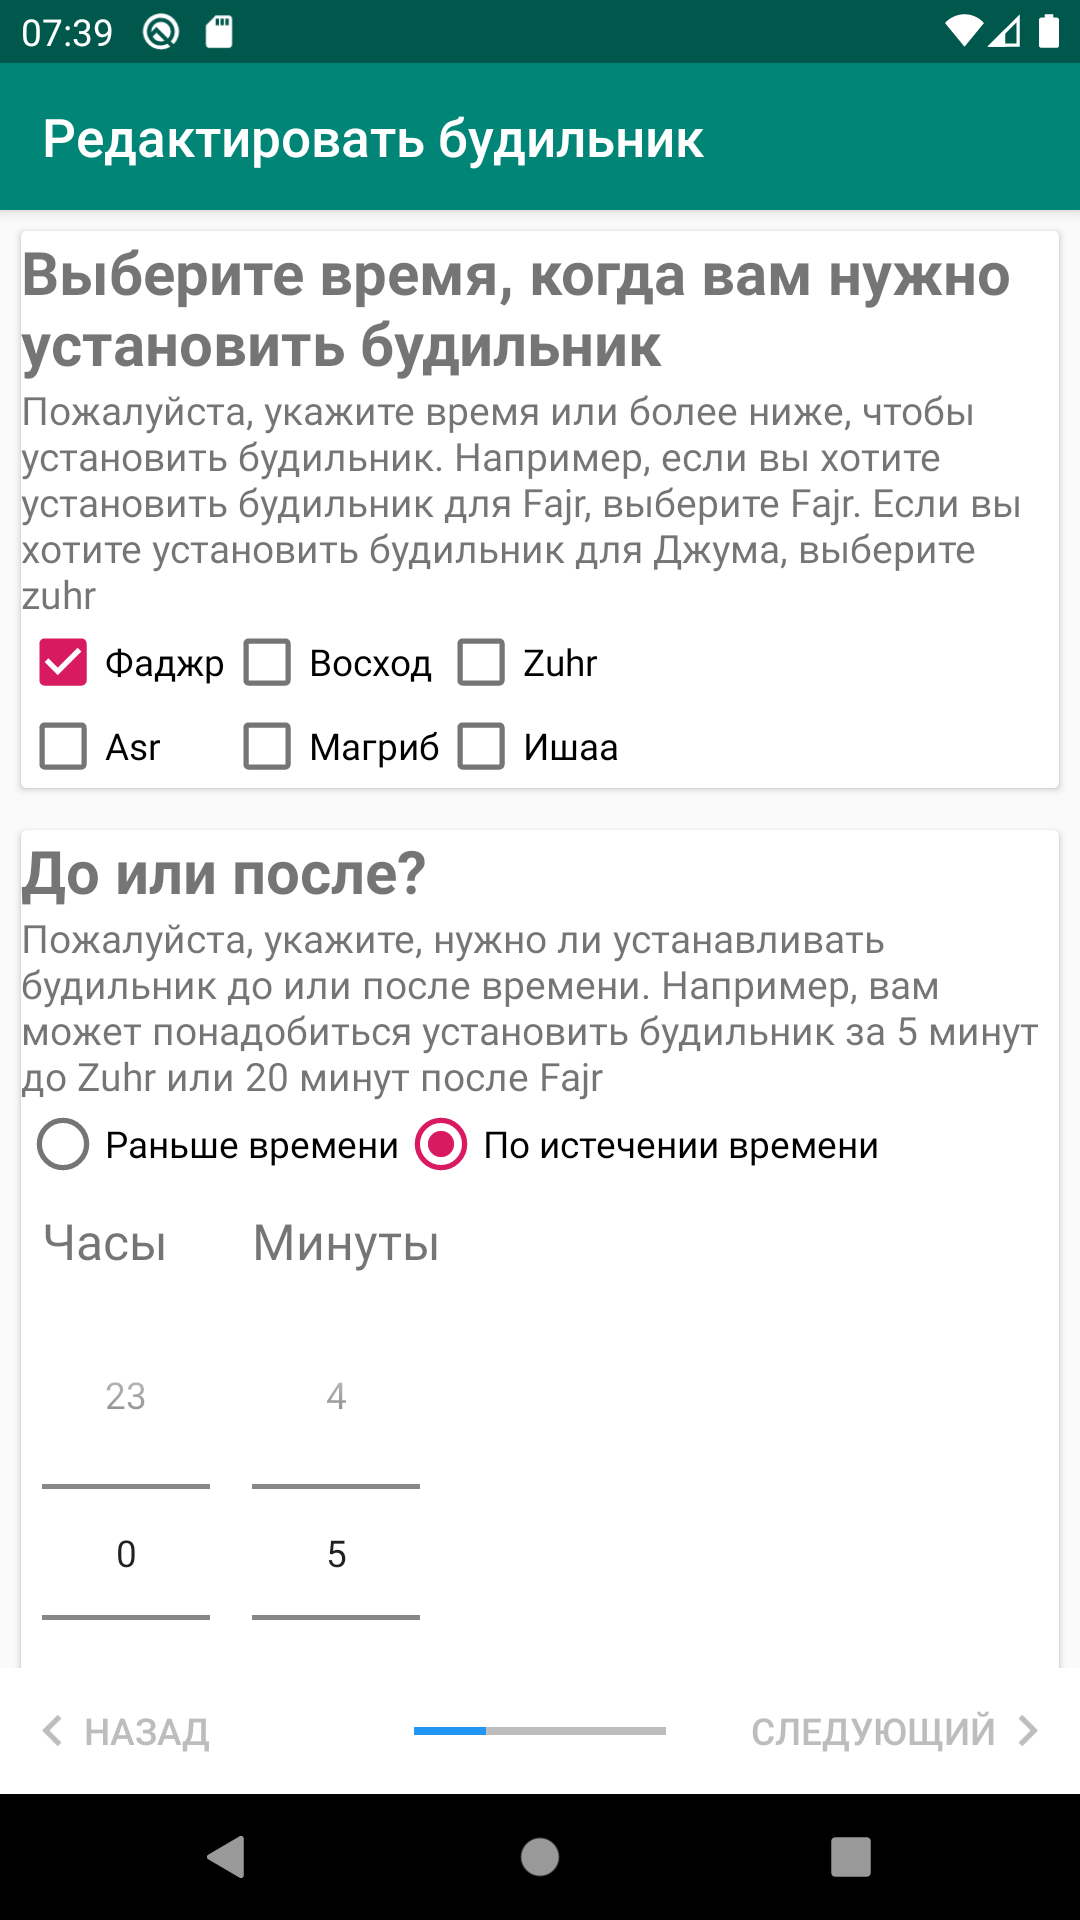 07:39
Редактировать будильник
Выберите время, когда вам нужно
установить будильник
Пожалуйста, укажите время или более ниже, чтобы
установить будильник. Например, если вы хотите
установить будильник для Fajr, выберите Fajr. Если вы
хотите установить будильник для Джума, выберите
zuhr
Фаджр Восход Zuhr
Asr Магриб Ишаа
До или после?
Пожалуйста, укажите, нужно ли устанавливать
будильник до или после времени. Например, вам
может понадобиться установить будильник за 5 минут
до Zuhr или 20 минут после Fajr
Раньше времени По истечении времени
Часы Минуты
23 4
0 5
НАЗАД СЛЕДУЮЩИЙ